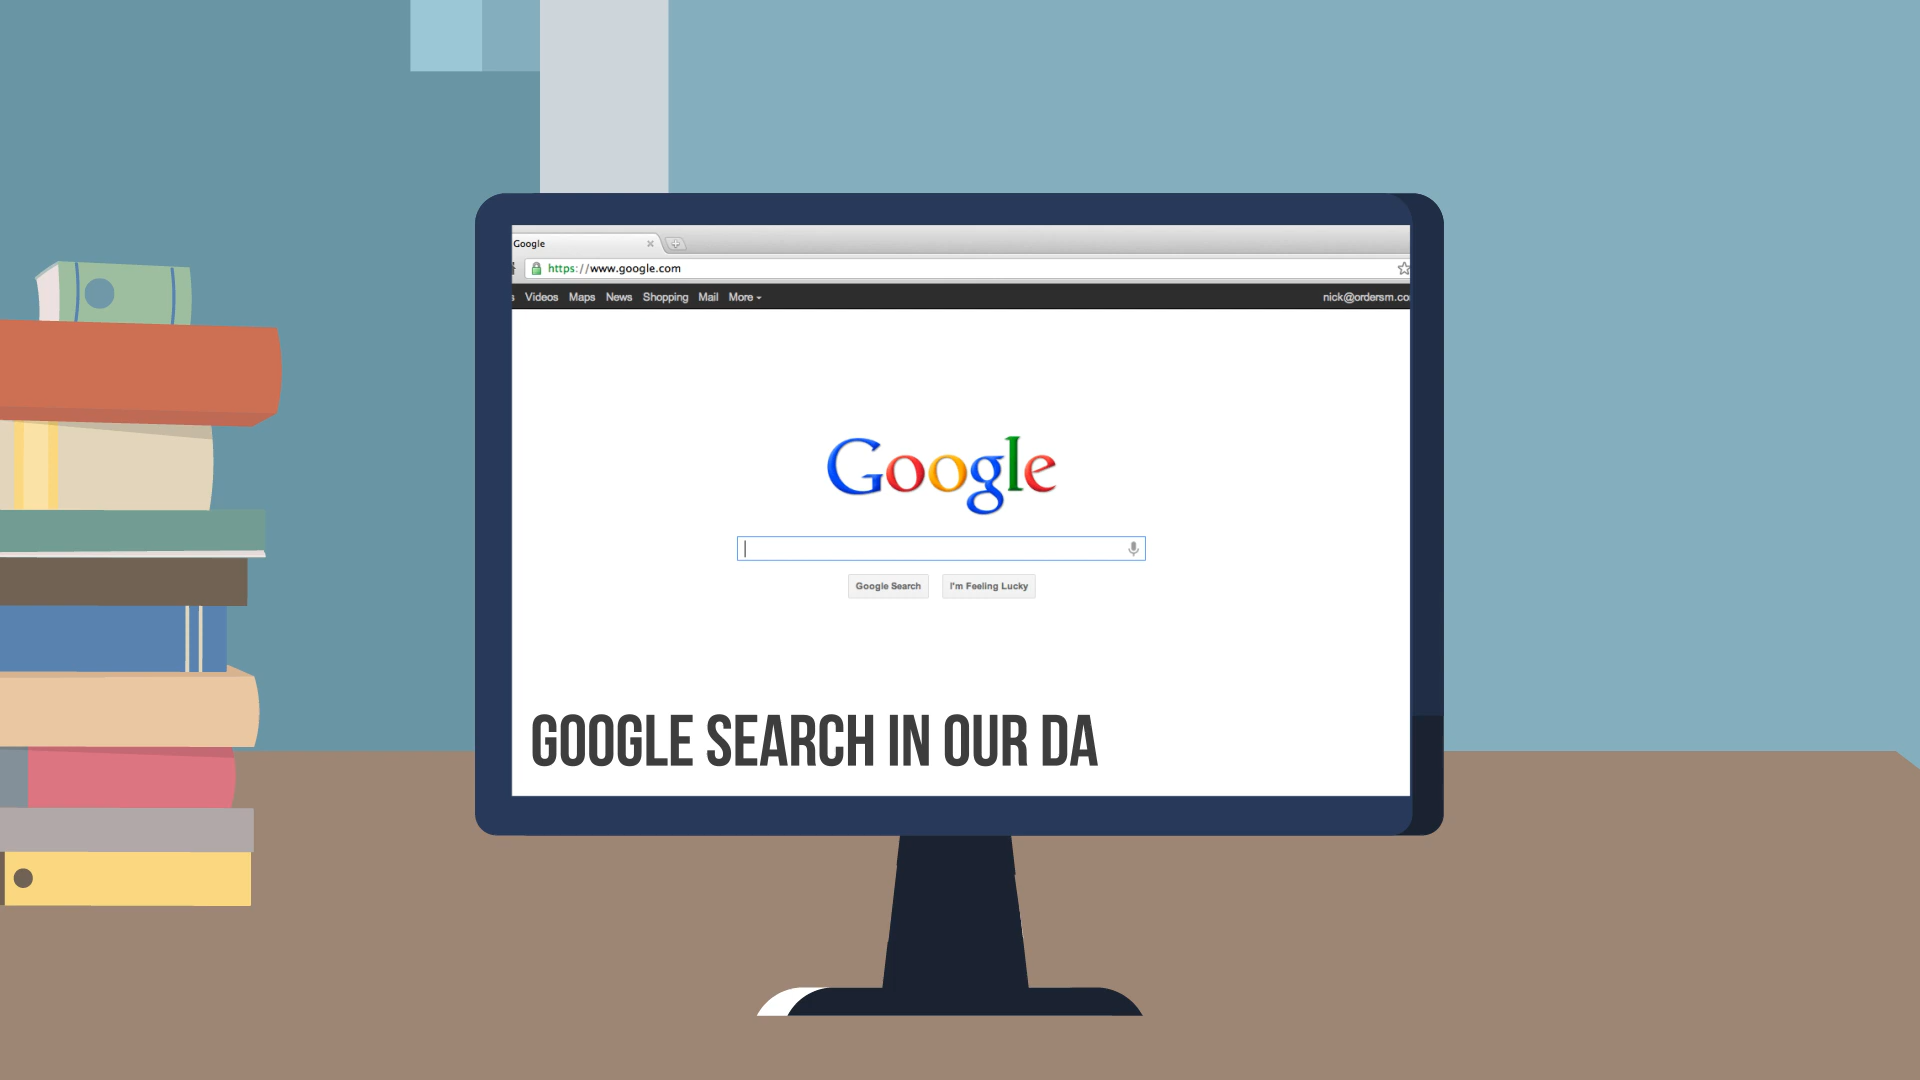 Google
https://www.google.com
s Videos Maps News Shopping Mail More nick@ordersm.co
Google
Google Search I'm Feeling Lucky
GOOGLE SEARCH IN OUR DA